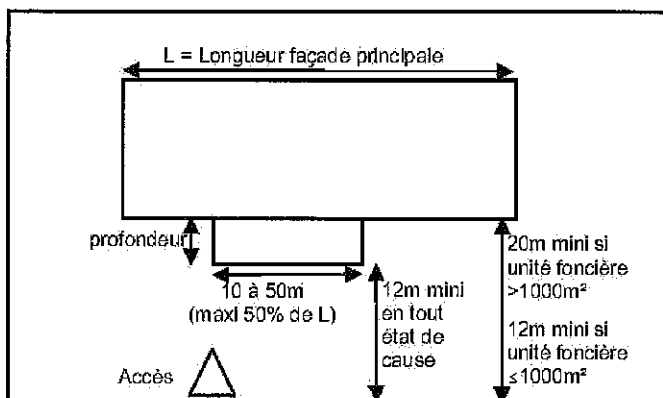 L = Longueur façade principale
profondeur
10 à 50m
(maxi 50% de L)
12m mini
en tout
état de
cause
20m mini si
unité foncière
>1000m²
12m mini si
unité foncière
≤1000m²
Accès